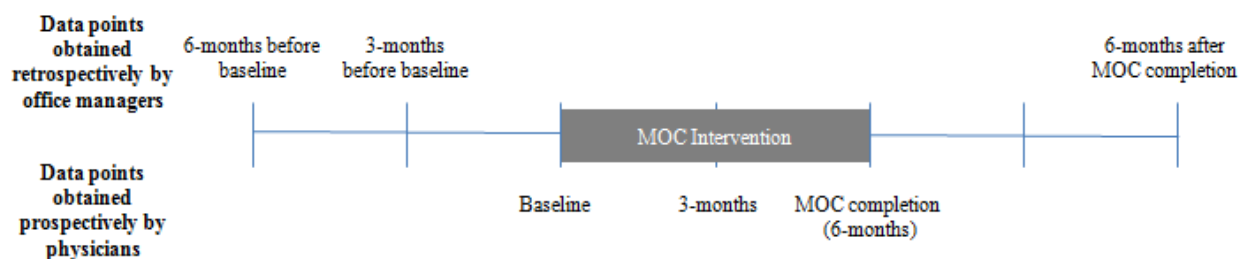 Data points
obtained
retrospectively by
office managers
6-months before
baseline
3-months
before baseline
6-months after
MOC completion
MOC Intervention
Data points
obtained
prospectively by
physicians
Baseline
3-months
MOC completion
(6-months)